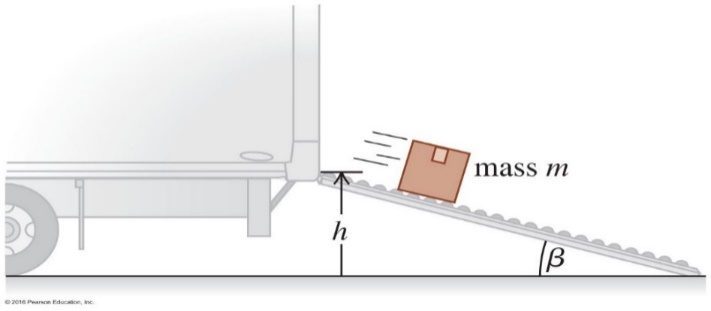 mass m
h
β
© 2016 Pearson Education, Inc.